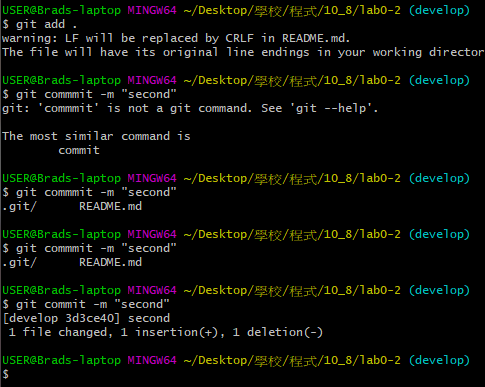 USER@Brads-laptop MINGW64 ~/Desktop/學校/程式/10_8/lab0-2 (develop)
$ git add .
warning: LF will be replaced by CRLF in README.md.
The file will have its original line endings in your working director

USER@Brads-laptop MINGW64 ~/Desktop/學校/程式/10_8/lab0-2 (develop)
$ git commmit -m "second"
git: 'commmit' is not a git command. See 'git --help'.

The most similar command is
        commit

USER@Brads-laptop MINGW64 ~/Desktop/學校/程式/10_8/lab0-2 (develop)
$ git commmit -m "second"
.git/      README.md

USER@Brads-laptop MINGW64 ~/Desktop/學校/程式/10_8/lab0-2 (develop)
$ git commmit -m "second"
.git/      README.md

USER@Brads-laptop MINGW64 ~/Desktop/學校/程式/10_8/lab0-2 (develop)
$ git commit -m "second"
[develop 3d3ce40] second
 1 file changed, 1 insertion(+), 1 deletion(-)

USER@Brads-laptop MINGW64 ~/Desktop/學校/程式/10_8/lab0-2 (develop)
$